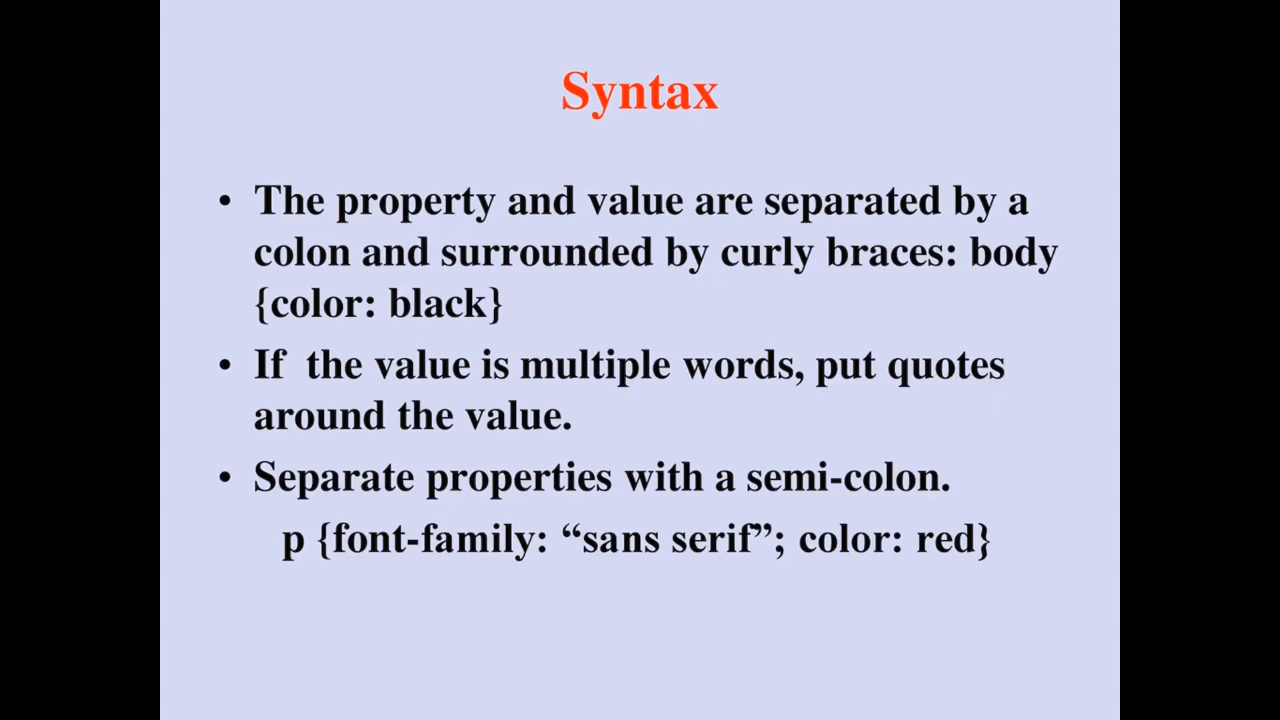 Syntax
• The property and value are separated by a
colon and surrounded by curly braces: body
{color: black}
• If  the value is multiple words, put quotes
around the value.
• Separate properties with a semi-colon.
p {font-family: “sans serif”; color: red}